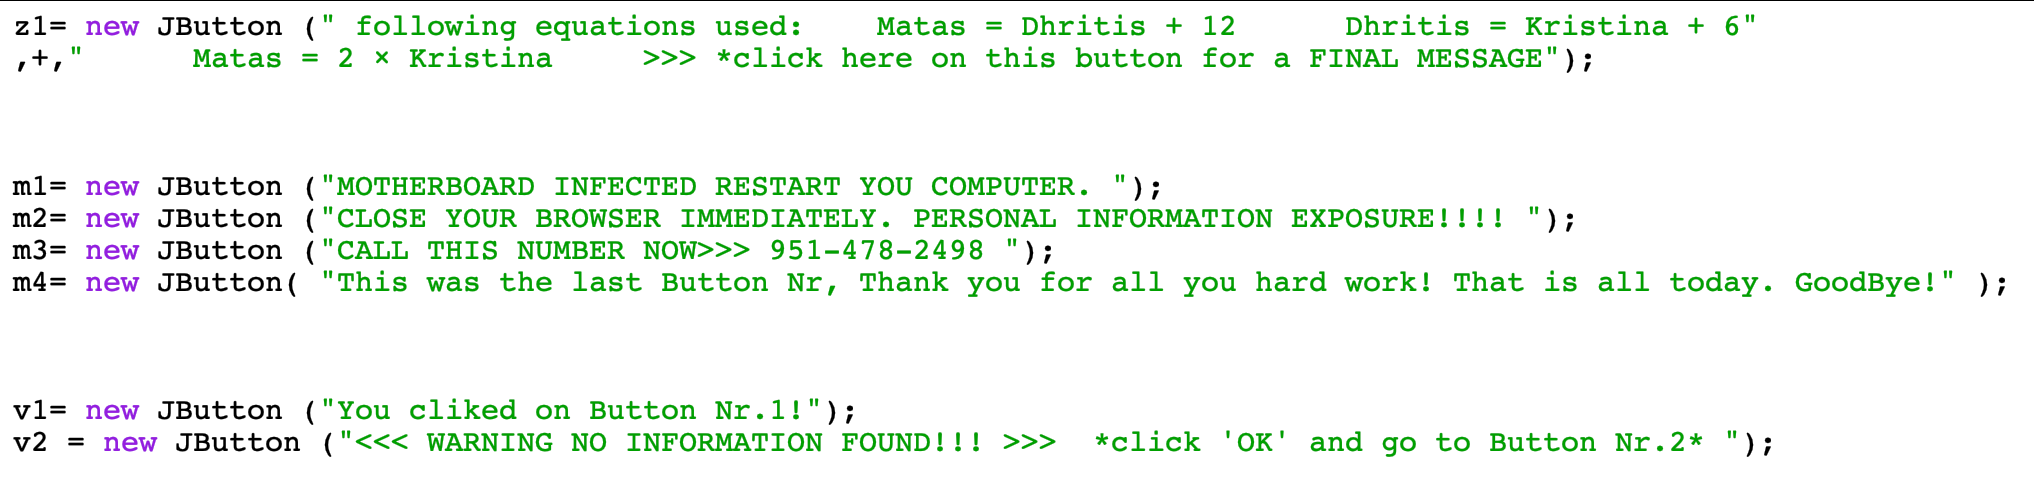 z1= new JButton (" following equations used:    Matas = Dhritis + 12      Dhritis = Kristina + 6"
,+,"      Matas = 2 × Kristina     >>> *click here on this button for a FINAL MESSAGE");
m1= new JButton ("MOTHERBOARD INFECTED RESTART YOU COMPUTER. ");
m2= new JButton ("CLOSE YOUR BROWSER IMMEDIATELY. PERSONAL INFORMATION EXPOSURE!!!! ");
m3= new JButton ("CALL THIS NUMBER NOW>>> 951-478-2498 ");
m4= new JButton( "This was the last Button Nr, Thank you for all you hard work! That is all today. GoodBye!" );
v1= new JButton ("You cliked on Button Nr.1!");
v2 = new JButton ("<<< WARNING NO INFORMATION FOUND!!! >>>  *click 'OK' and go to Button Nr.2* ");